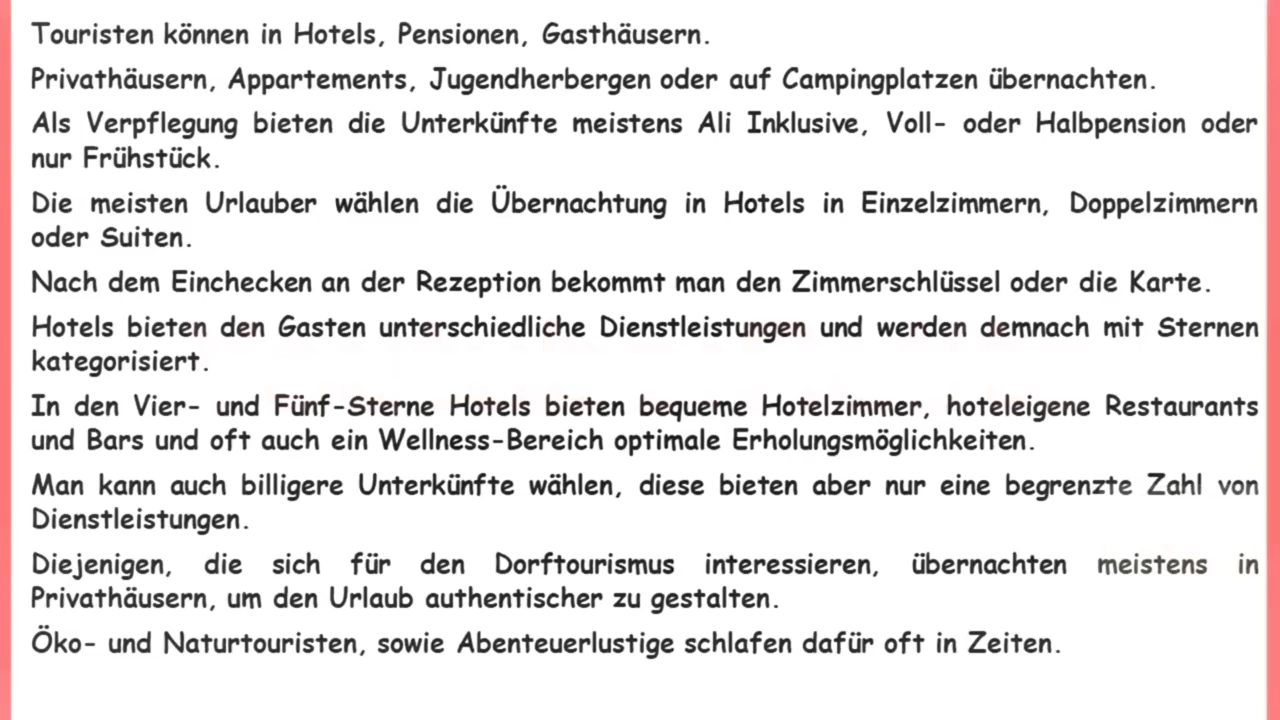 Touristen können in Hotels, Pensionen, Gasthäusern.
Privathäusern, Appartements, Jugendherbergen oder auf Campingplatzen übernachten.
Als Verpflegung bieten die Unterkünfte meistens Ali Inklusive, Voll- oder Halbpension oder
nur Frühstück.
Die meisten Urlauber wählen die Übernachtung in Hotels in Einzelzimmern, Doppelzimmern
oder Suiten.
Nach dem Einchecken an der Rezeption bekommt man den Zimmerschlüssel oder die Karte.
Hotels bieten den Gasten unterschiedliche Dienstleistungen und werden demnach mit Sternen
kategorisiert.
In den Vier- und Fünf-Sterne Hotels bieten bequeme Hotelzimmer, hoteleigene Restaurants
und Bars und oft auch ein Wellness-Bereich optimale Erholungsmöglichkeiten.
Man kann auch billigere Unterkünfte wählen, diese bieten aber nur eine begrenzte Zahl von
Dienstleistungen.
Diejenigen, die sich für den Dorftourismus interessieren, übernachten meistens in
Privathäusern, um den Urlaub authentischer zu gestalten.
Öko- und Naturtouristen, sowie Abenteuerlustige schlafen dafür oft in Zeiten.